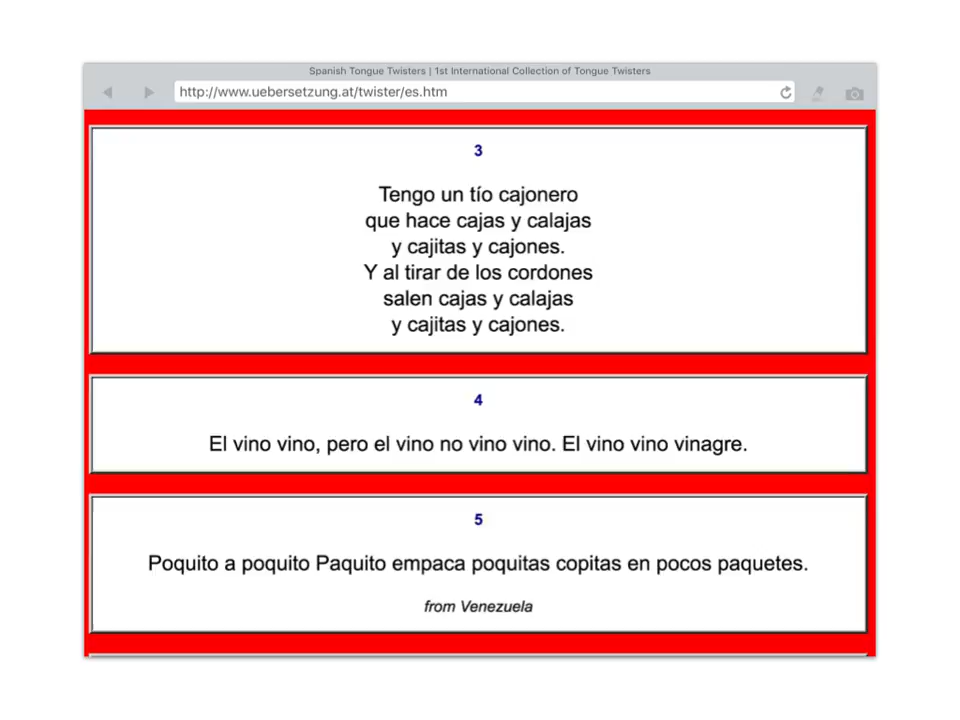 Spanish Tongue Twisters | 1st International Collection of Tongue Twisters
http://www.uebersetzung.at/twister/es.htm
3
Tengo un tío cajonero
que hace cajas y calajas
y cajitas y cajones.
Y al tirar de los cordones
salen cajas y calajas
y cajitas y cajones.
4
El vino vino, pero el vino no vino vino. El vino vino vinagre.
5
Poquito a poquito Paquito empaca poquitas copitas en pocos paquetes.
from Venezuela